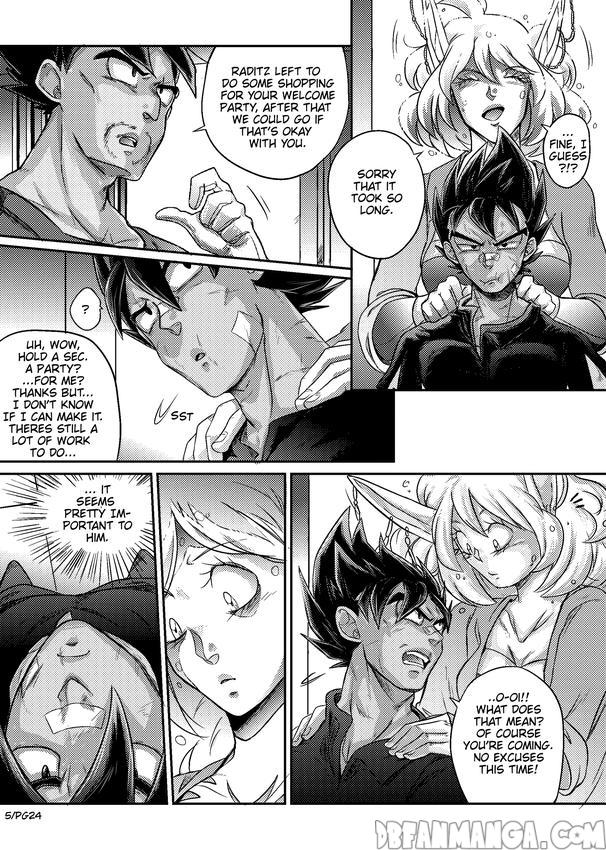 RADITZ LEFT TO
DO SOME SHOPPING
FOR YOUR WELCOME
PARTY, AFTER THAT
WE COULD GO IF
THAT'S OKAY
WITH YOU.
...
FINE, I
GUESS
?!?
SORRY
THAT IT
TOOK SO
LONG.
?
UH, WOW,
HOLD A SEC.
A PARTY?
...FOR ME?
THANKS BUT...
I DON'T KNOW
IF I CAN MAKE IT.
THERES STILL A
LOT OF WORK
TO DO...
SST
... IT
SEEMS
PRETTY IM-
PORTANT TO
HIM.
..O-OI!!
WHAT DOES
THAT MEAN?
OF COURSE
YOU'RE COMING.
NO EXCUSES
THIS TIME!
5/PG24
DBFANMANGA.COM